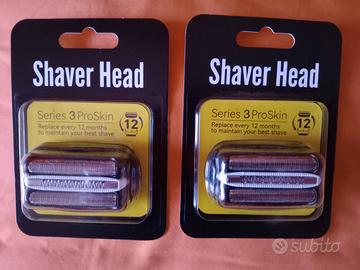 Shaver Head
Series 3 ProSkin
Replace every 12 months
to maintain your best shave
12
Shaver Head
Series 3 ProSkin
Replace every 12 months
to maintain your best shave
12
subito